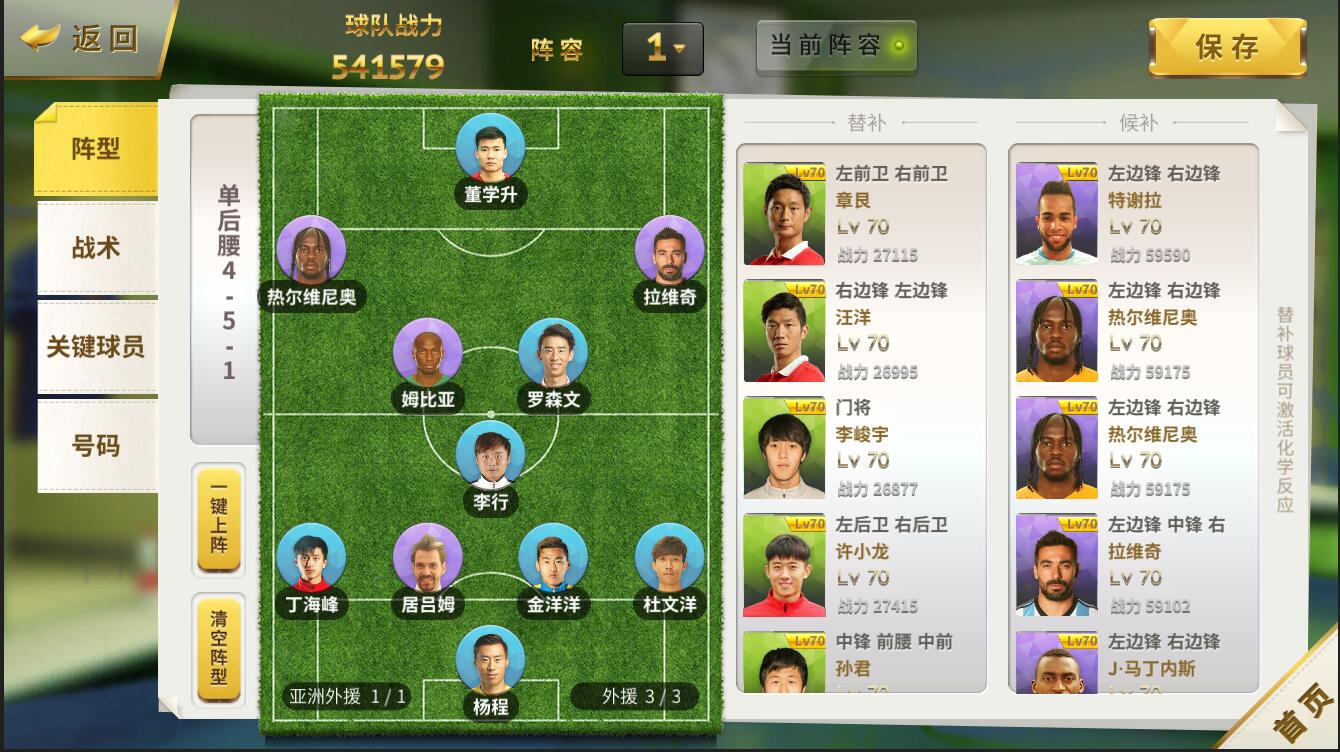 返回
球队战力
541579
阵容
1
当前阵容
保存
阵型
战术
关键球员
号码
单后腰4-5-1
一键上阵
清空阵型
董学升
热尔维尼奥
拉维奇
姆比亚
罗森文
李行
丁海峰
居吕姆
金洋洋
杜文洋
杨程
亚洲外援 1 / 1
外援 3 / 3
替补
Lv70
左前卫 右前卫
章良
Lv 70
战力 27115
Lv70
右边锋 左边锋
汪洋
Lv 70
战力 26995
Lv70
门将
李峻宇
Lv 70
战力 26877
Lv70
左后卫 右后卫
许小龙
Lv 70
战力 27415
Lv70
中锋 前腰 中前
孙君
Lv 70
候补
Lv70
左边锋 右边锋
特谢拉
Lv 70
战力 59590
Lv70
左边锋 右边锋
热尔维尼奥
Lv 70
战力 59175
Lv70
左边锋 右边锋
热尔维尼奥
Lv 70
战力 59175
Lv70
左边锋 中锋 右
拉维奇
Lv 70
战力 59102
Lv70
左边锋 右边锋
J·马丁内斯
Lv 70
替补球员可激活化学反应
首页